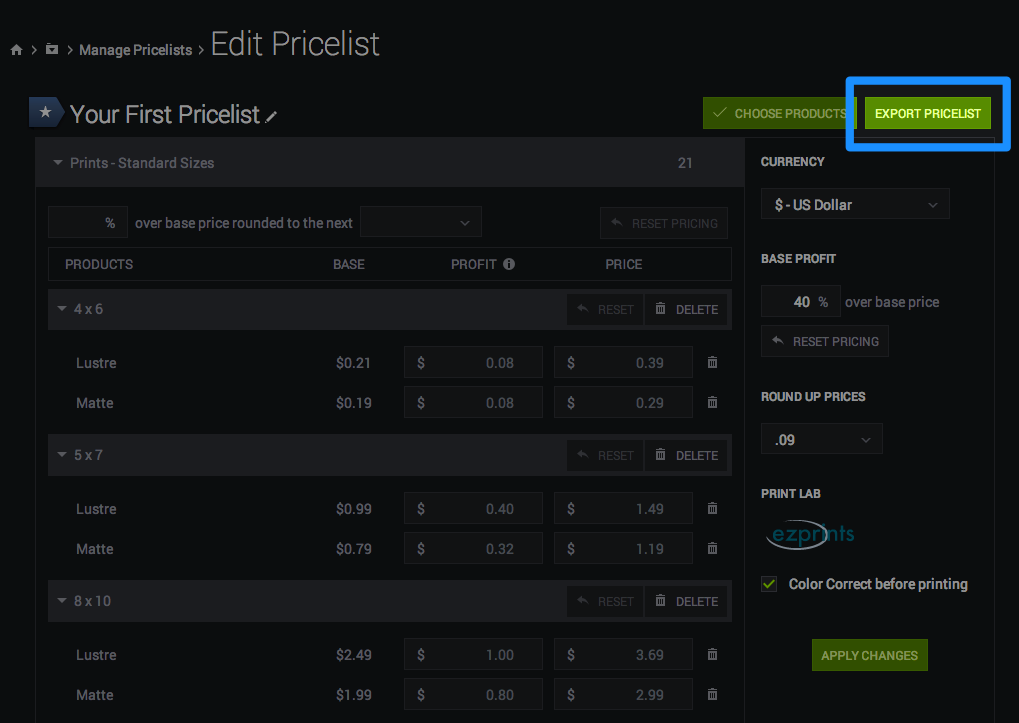 Manage Pricelists
Edit Pricelist
Your First Pricelist
CHOOSE PRODUCTS
EXPORT PRICELIST
Prints - Standard Sizes 21
% over base price rounded to the next RESET PRICING
PRODUCTS BASE PROFIT PRICE
4 x 6 RESET DELETE
Lustre $0.21 $ 0.08 $ 0.39
Matte $0.19 $ 0.08 $ 0.29
5 x 7 RESET DELETE
Lustre $0.99 $ 0.40 $ 1.49
Matte $0.79 $ 0.32 $ 1.19
8 x 10 RESET DELETE
Lustre $2.49 $ 1.00 $ 3.69
Matte $1.99 $ 0.80 $ 2.99
CURRENCY
$ - US Dollar
BASE PROFIT
40 % over base price
RESET PRICING
ROUND UP PRICES
.09
PRINT LAB
ezprints
Color Correct before printing
APPLY CHANGES